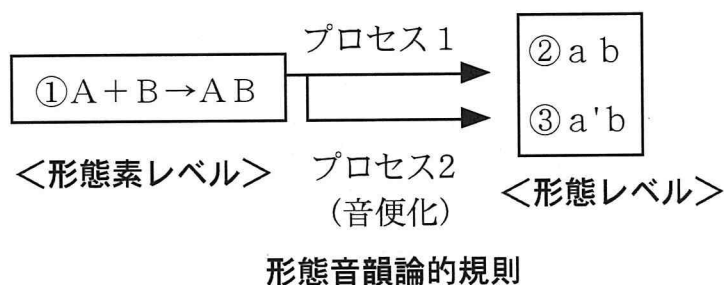 プロセス1
①A+B→AB
②a b
③a'b
<形態素レベル>
プロセス2
(音便化)
<形態レベル>
形態音韻論的規則